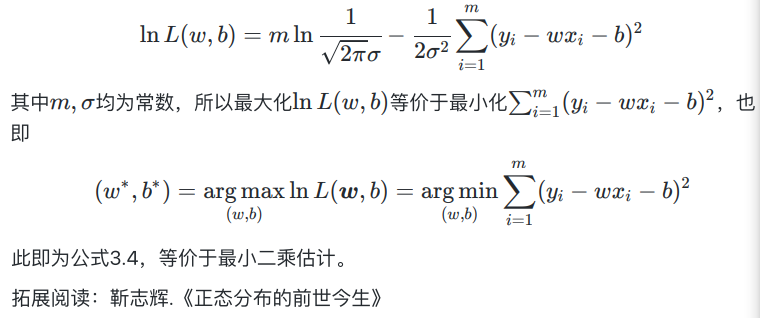 $$\ln L(w, b) = m \ln \frac{1}{\sqrt{2\pi}\sigma} - \frac{1}{2\sigma^2} \sum_{i=1}^{m} (y_i - wx_i - b)^2$$
其中$m, \sigma$均为常数，所以最大化$\ln L(w, b)$等价于最小化$\sum_{i=1}^{m} (y_i - wx_i - b)^2$，也
即
$$(w^*, b^*) = \underset{(w,b)}{\arg\max} \ln L(\boldsymbol{w}, b) = \underset{(w,b)}{\arg\min} \sum_{i=1}^{m} (y_i - wx_i - b)^2$$
此即为公式3.4，等价于最小二乘估计。
拓展阅读：靳志辉.《正态分布的前世今生》